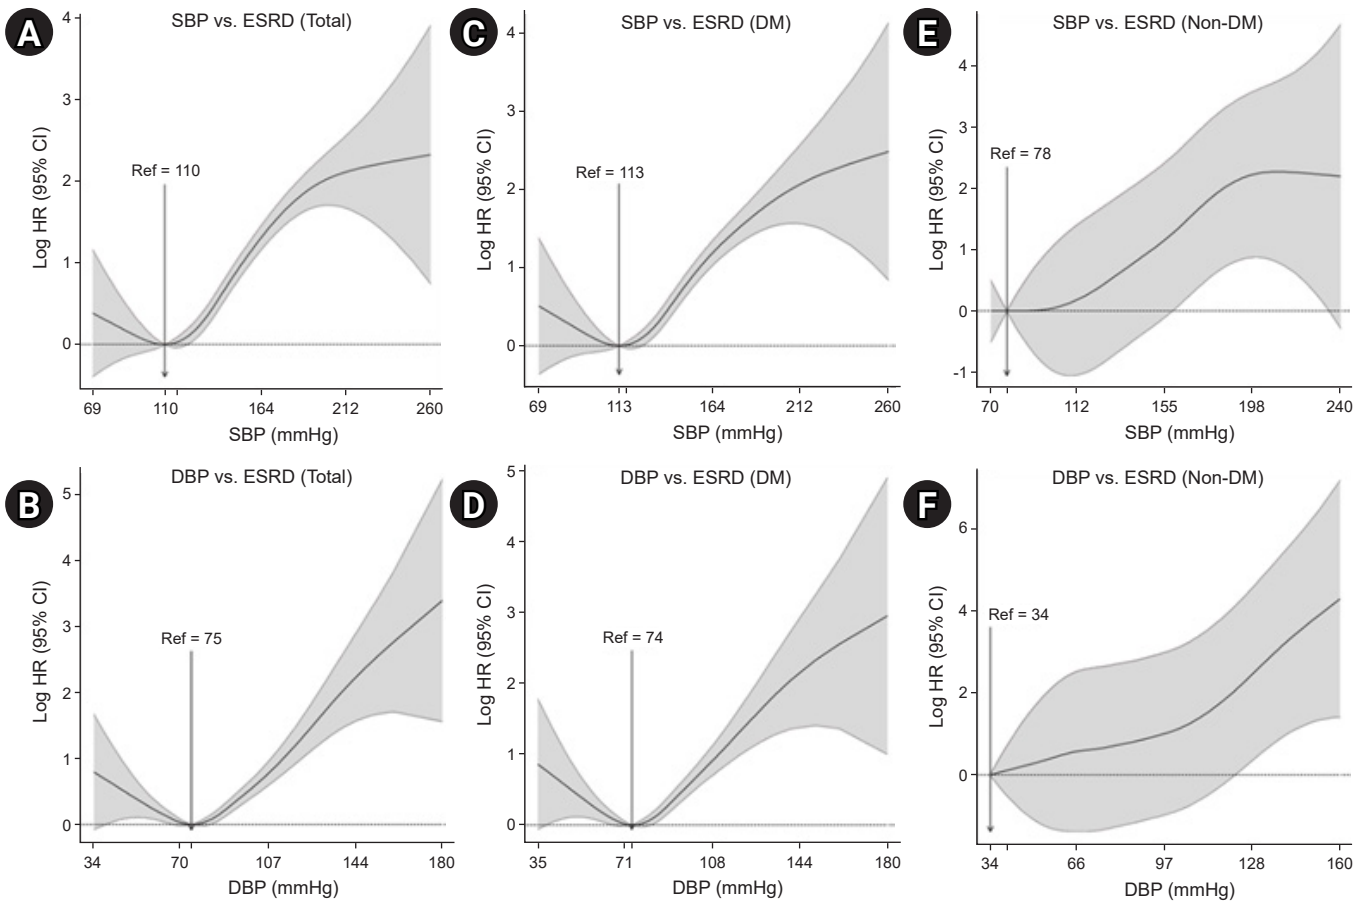 A
SBP vs. ESRD (Total)
Log HR (95% CI)
4
3
2
1
0
Ref = 110
69 110 164 212 260
SBP (mmHg)
C
SBP vs. ESRD (DM)
Log HR (95% CI)
4
3
2
1
0
Ref = 113
69 113 164 212 260
SBP (mmHg)
E
SBP vs. ESRD (Non-DM)
Log HR (95% CI)
4
3
2
1
0
-1
Ref = 78
70 112 155 198 240
SBP (mmHg)
B
DBP vs. ESRD (Total)
Log HR (95% CI)
5
4
3
2
1
0
Ref = 75
34 70 107 144 180
DBP (mmHg)
D
DBP vs. ESRD (DM)
Log HR (95% CI)
5
4
3
2
1
0
Ref = 74
35 71 108 144 180
DBP (mmHg)
F
DBP vs. ESRD (Non-DM)
Log HR (95% CI)
6
4
2
0
Ref = 34
34 66 97 128 160
DBP (mmHg)